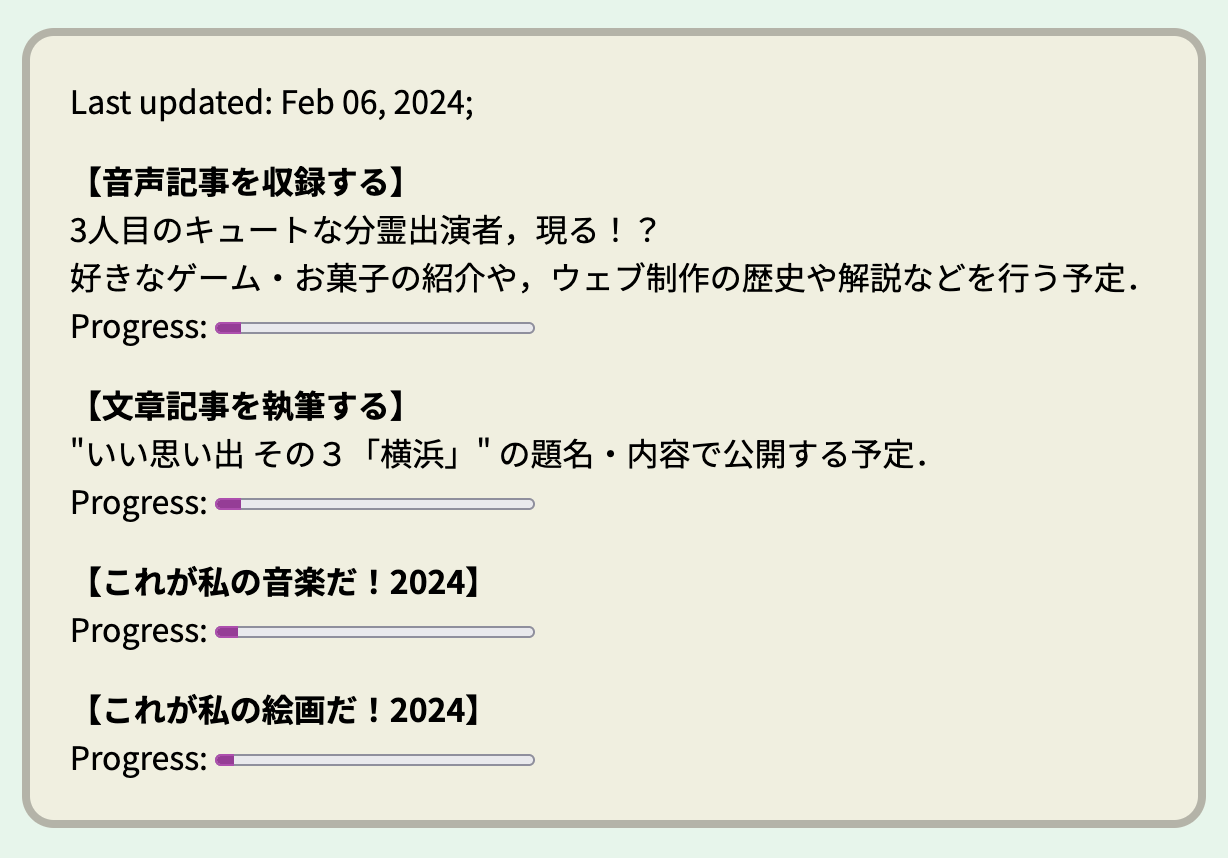 Last updated: Feb 06, 2024;
【音声記事を収録する】
3人目のキュートな分霊出演者，現る！？
好きなゲーム・お菓子の紹介や，ウェブ制作の歴史や解説などを行う予定．
Progress:
【文章記事を執筆する】
"いい思い出 その３「横浜」" の題名・内容で公開する予定．
Progress:
【これが私の音楽だ！2024】
Progress:
【これが私の絵画だ！2024】
Progress: